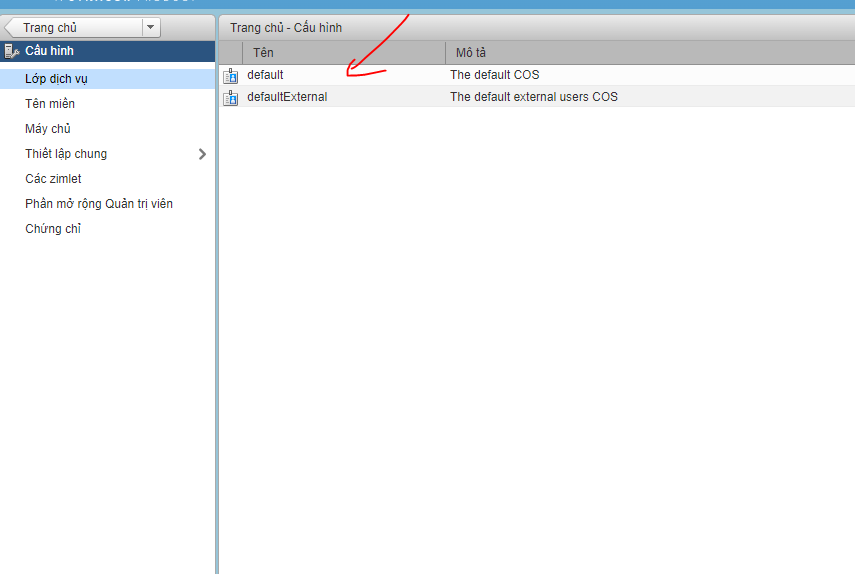 Trang chủ
Trang chủ - Cấu hình
Cấu hình
Tên Mô tả
Lớp dịch vụ
default The default COS
defaultExternal The default external users COS
Tên miền
Máy chủ
Thiết lập chung
Các zimlet
Phần mở rộng Quản trị viên
Chứng chỉ